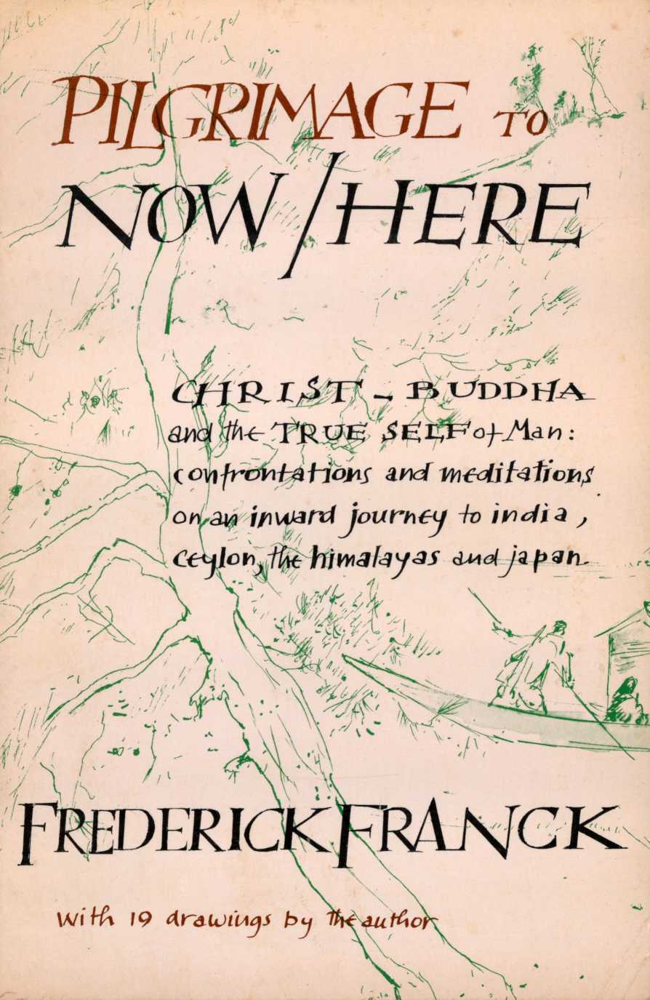 PILGRIMAGE TO
NOW/HERE
CHRIST – BUDDHA
and the TRUE SELF of Man:
confrontations and meditations
on an inward journey to india,
Ceylon, the himalayas and japan.
FREDERICK FRANCK
With 19 drawings by the author